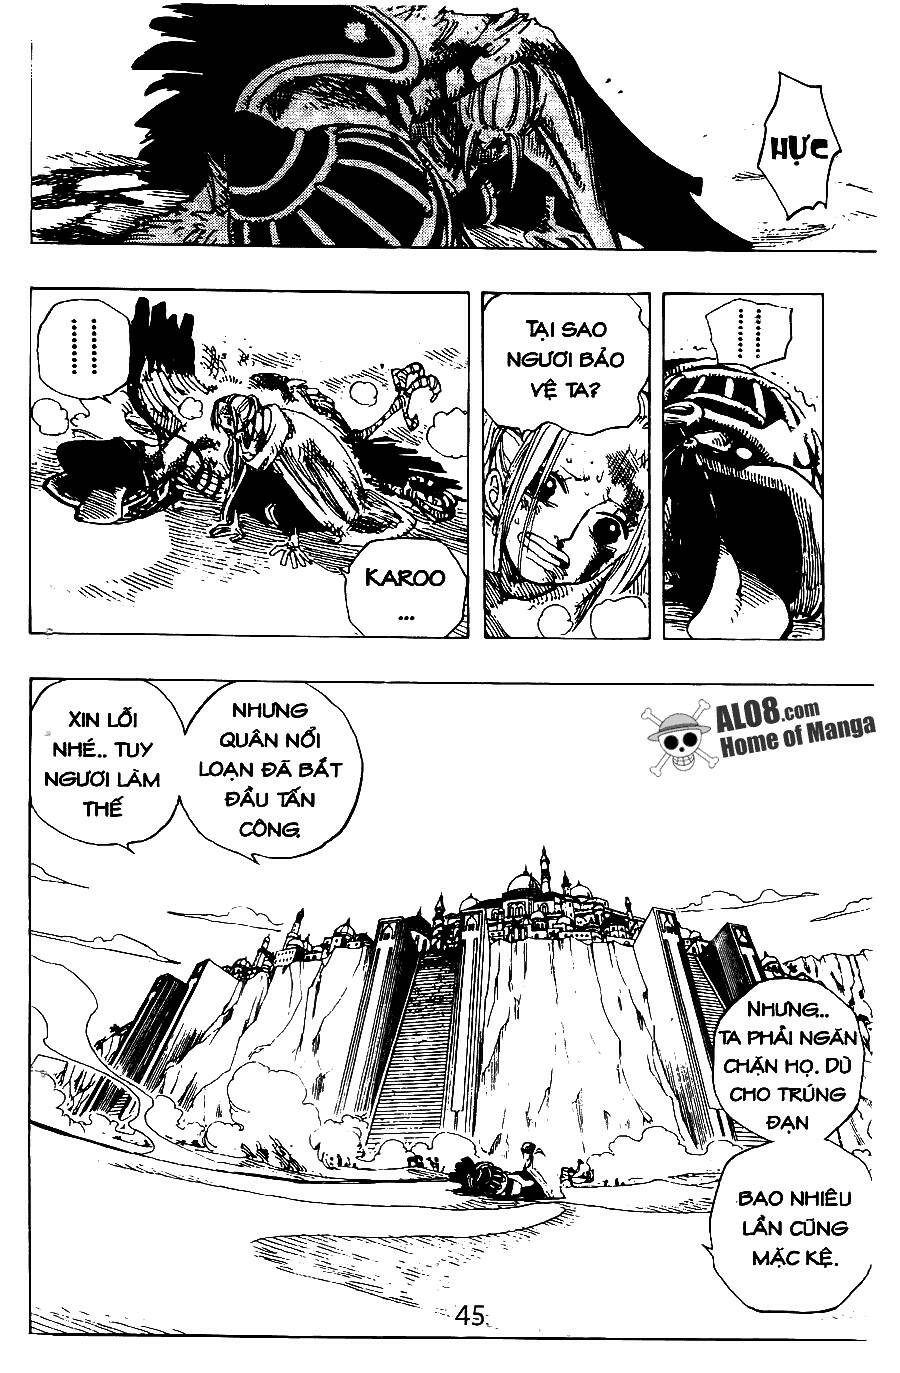 HỰC
KAROO
...
TẠI SAO
NGƯƠI BẢO
VỆ TA?
XIN LỖI
NHÉ.. TUY
NGƯƠI LÀM
THẾ
NHƯNG
QUÂN NỔI
LOẠN ĐÃ BẮT
ĐẦU TẤN
CÔNG.
AL08.com
Home of Manga
NHƯNG..
TA PHẢI NGĂN
CHẶN HỌ. DÙ
CHO TRÚNG
ĐẠN
BAO NHIÊU
LẦN CŨNG
MẶC KỆ.
45